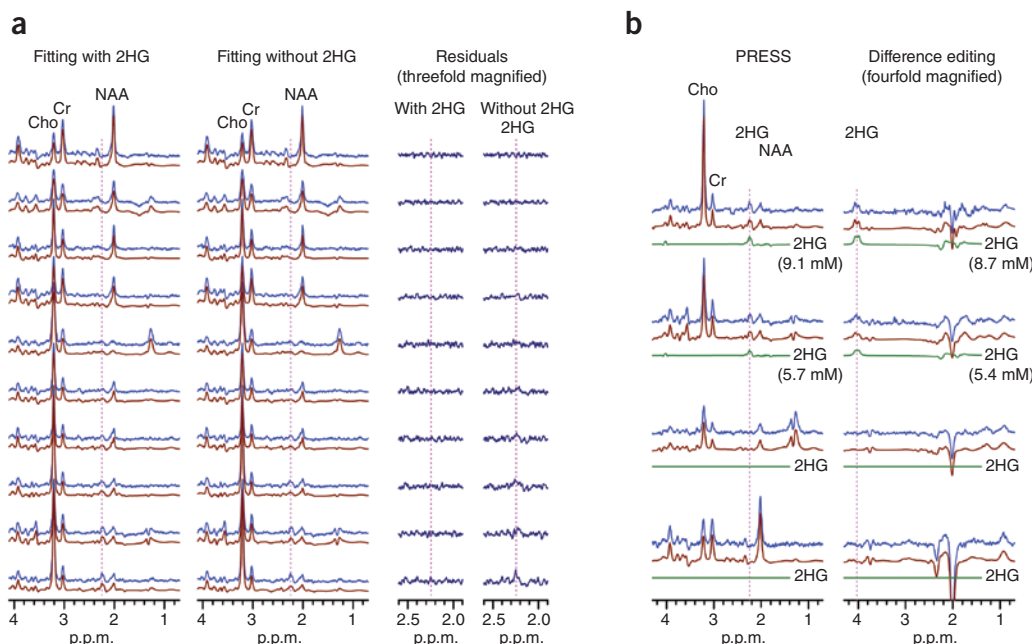 a
Fitting with 2HG
Fitting without 2HG
Residuals
(threefold magnified)
With 2HG
Without 2HG
2HG
NAA
Cr
Cho
NAA
Cr
Cho
4 3 2 1
p.p.m.
4 3 2 1
p.p.m.
2.5 2.0
p.p.m.
2.5 2.0
p.p.m.
b
PRESS
Difference editing
(fourfold magnified)
Cho
2HG
NAA
Cr
2HG
2HG
(9.1 mM)
2HG
(8.7 mM)
2HG
(5.7 mM)
2HG
(5.4 mM)
2HG
2HG
2HG
2HG
4 3 2 1
p.p.m.
4 3 2 1
p.p.m.